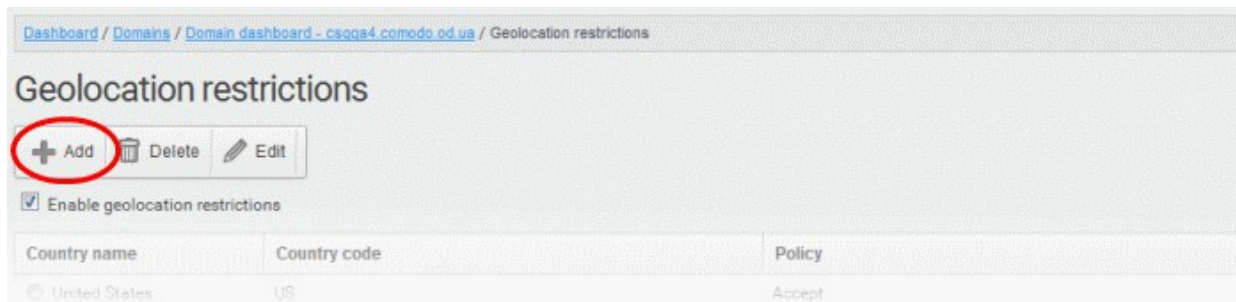 Dashboard / Domains / Domain dashboard - csqqa4.comodo.od.ua / Geolocation restrictions
Geolocation restrictions
Add Delete Edit
Enable geolocation restrictions
Country name Country code Policy
United States US Accept